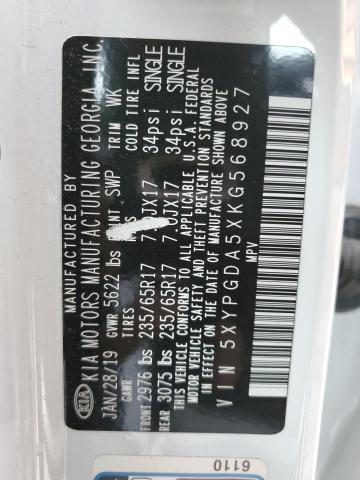 KIA MANUFACTURED BY
KIA MOTORS MANUFACTURING GEORGIA, INC.
JAN/28/19 GVWR 5622 lbs PAINT SWP TRIM WK
GAWR TIRES COLD TIRE INFL
FRONT 2976 lbs 235/65R17 7.0JX17 34psi SINGLE
REAR 3075 lbs 235/65R17 7.0JX17 34psi SINGLE
THIS VEHICLE CONFORMS TO ALL APPLICABLE U.S.A. FEDERAL
MOTOR VEHICLE SAFETY AND THEFT PREVENTION STANDARDS
IN EFFECT ON THE DATE OF MANUFACTURE SHOWN ABOVE
VIN 5XYPGDA5XKG568927
MPV
6110